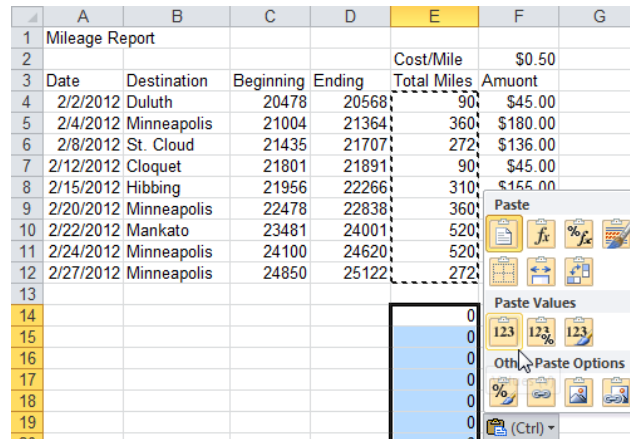 A B C D E F G
1 Mileage Report
2 Cost/Mile $0.50
3 Date Destination Beginning Ending Total Miles Amuont
4 2/2/2012 Duluth 20478 20568 90 $45.00
5 2/4/2012 Minneapolis 21004 21364 360 $180.00
6 2/8/2012 St. Cloud 21435 21707 272 $136.00
7 2/12/2012 Cloquet 21801 21891 90 $45.00
8 2/15/2012 Hibbing 21956 22266 310 $155.00
9 2/20/2012 Minneapolis 22478 22838 360
10 2/22/2012 Mankato 23481 24001 520
11 2/24/2012 Minneapolis 24100 24620 520
12 2/27/2012 Minneapolis 24850 25122 272
13
14 0
15 0
16 0
17 0
18 0
19 0
Paste
fx %fx
Paste Values
123 123% 123
Paste Options
%
(Ctrl)